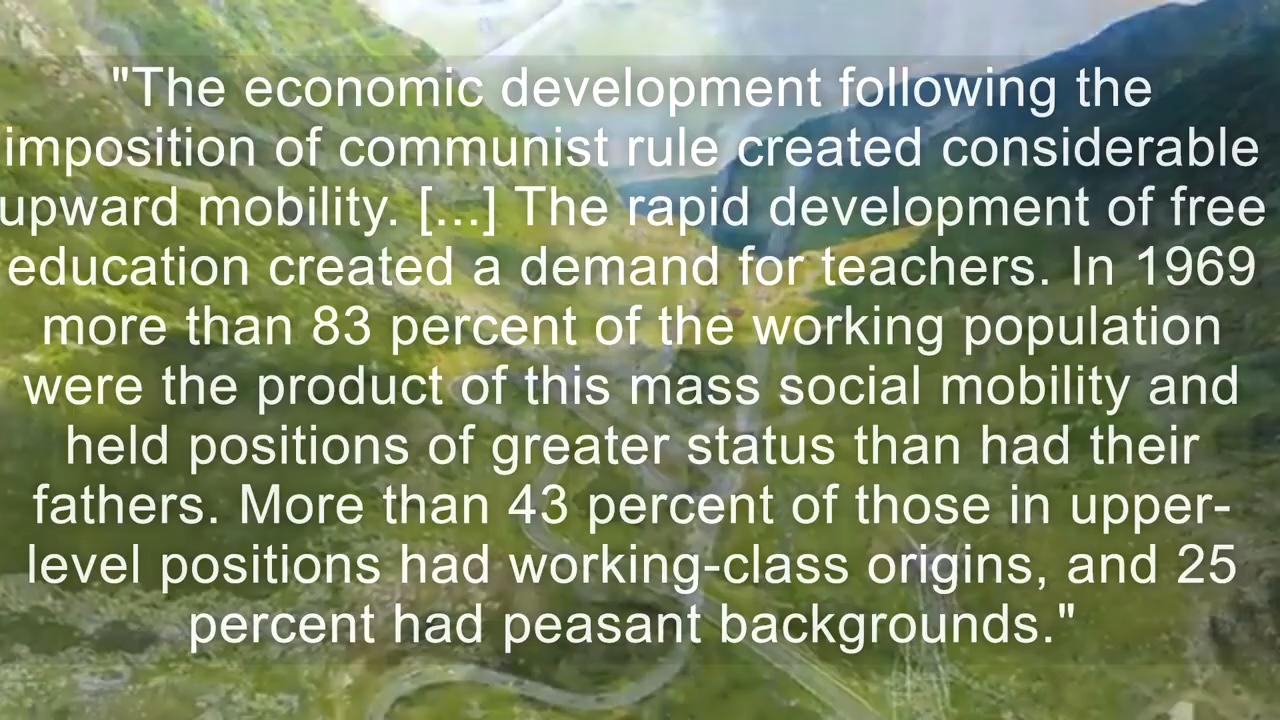 "The economic development following the
imposition of communist rule created considerable
upward mobility. [...] The rapid development of free
education created a demand for teachers. In 1969
more than 83 percent of the working population
were the product of this mass social mobility and
held positions of greater status than had their
fathers. More than 43 percent of those in upper-
level positions had working-class origins, and 25
percent had peasant backgrounds."